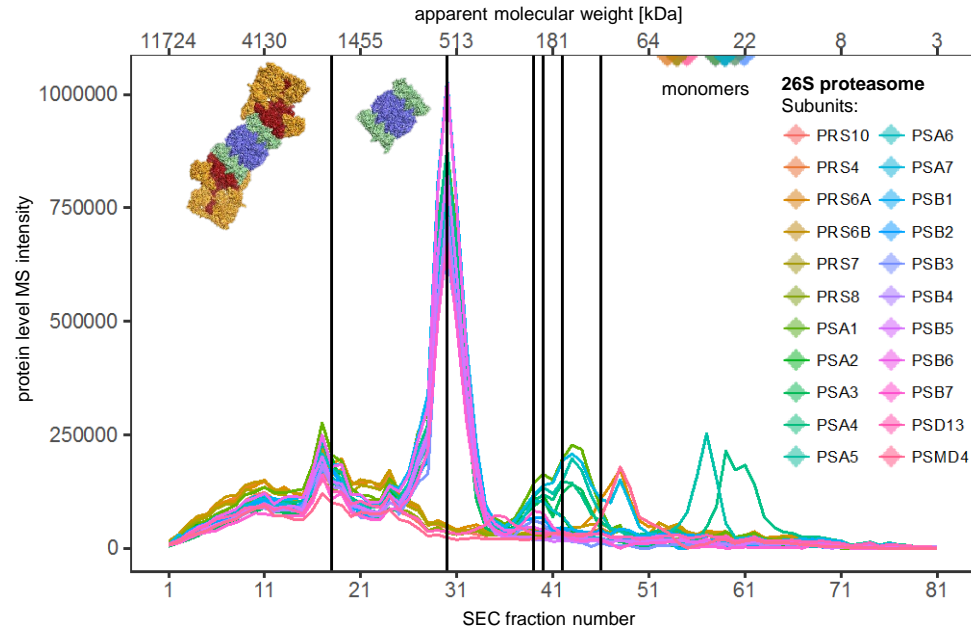 apparent molecular weight [kDa]
11724 4130 1455 513 181 64 22 8 3
monomers
26S proteasome
Subunits:
PRS10 PSA6
PRS4 PSA7
PRS6A PSB1
PRS6B PSB2
PRS7 PSB3
PRS8 PSB4
PSA1 PSB5
PSA2 PSB6
PSA3 PSB7
PSA4 PSD13
PSA5 PSMD4
protein level MS intensity
1000000
750000
500000
250000
0
1 11 21 31 41 51 61 71 81
SEC fraction number